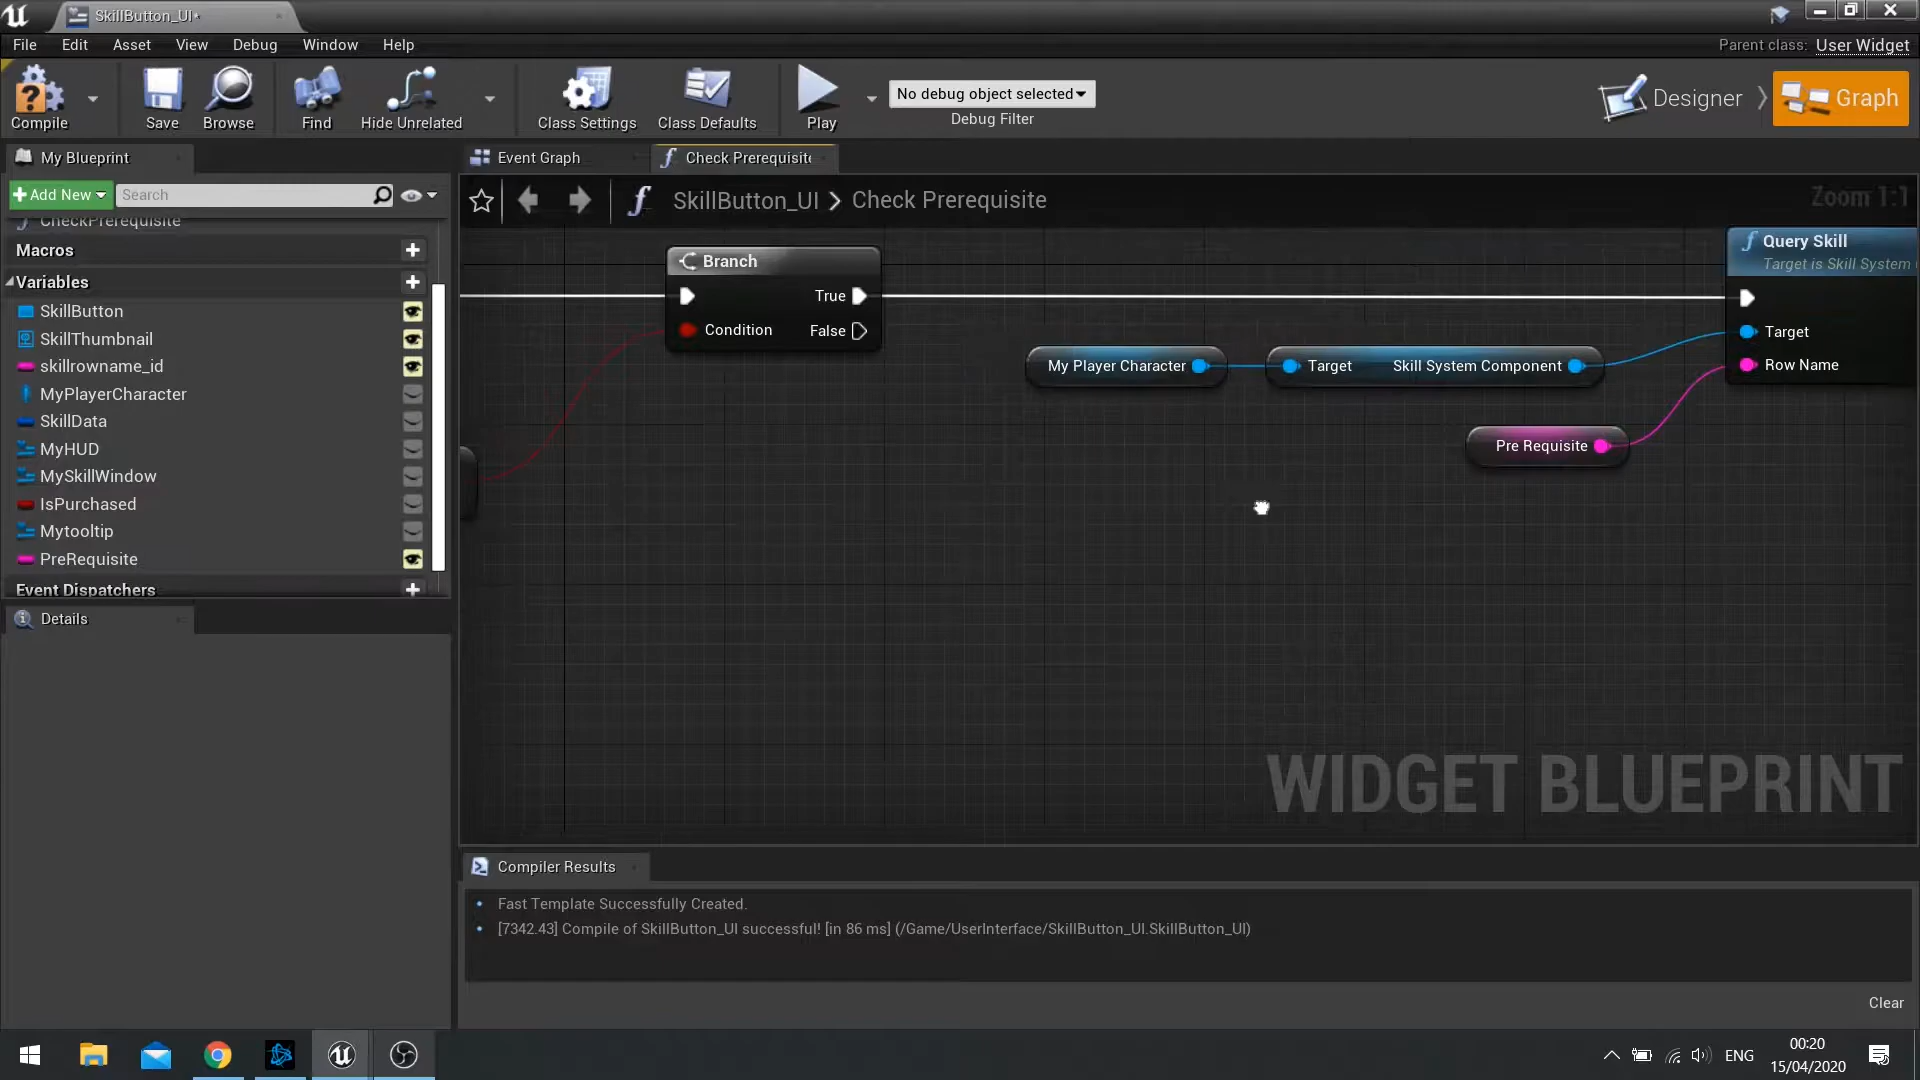 SkillButton_UI*
File Edit Asset View Debug Window Help
Parent class: User Widget
Compile
Save
Browse
Find
Hide Unrelated
Class Settings
Class Defaults
Play
No debug object selected
Debug Filter
Designer
Graph
My Blueprint
Add New
Search
CheckPrerequisite
Macros
Variables
SkillButton
SkillThumbnail
skillrowname_id
MyPlayerCharacter
SkillData
MyHUD
MySkillWindow
IsPurchased
Mytooltip
PreRequisite
Event Dispatchers
Details
Event Graph
Check Prerequisite
SkillButton_UI > Check Prerequisite
Zoom 1:1
Branch
True
Condition False
My Player Character
Target Skill System Component
Pre Requisite
Query Skill
Target is Skill System
Target
Row Name
WIDGET BLUEPRINT
Compiler Results
Fast Template Successfully Created.
[7342.43] Compile of SkillButton_UI successful! [in 86 ms] (/Game/UserInterface/SkillButton_UI.SkillButton_UI)
Clear
ENG
00:20
15/04/2020